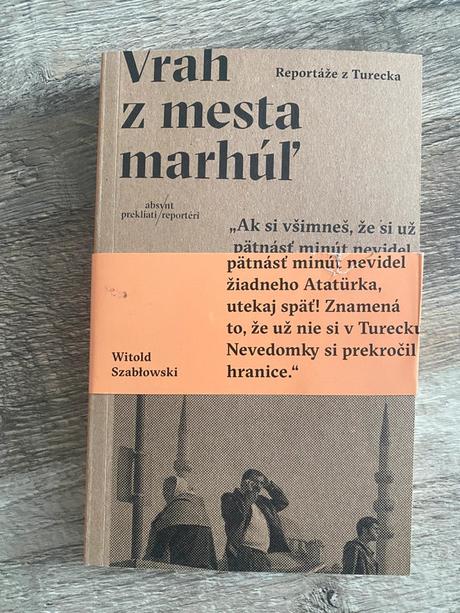 Vrah
z mesta
marhúľ
Reportáže z Turecka
absynt
prekliati/reportéri
„Ak si všimneš, že si už
pätnásť minút nevidel
pätnásť minút nevidel
žiadneho Atatürka,
utekaj späť! Znamená
to, že už nie si v Turecku
Nevedomky si prekročil
hranice.“
Witold
Szabłowski